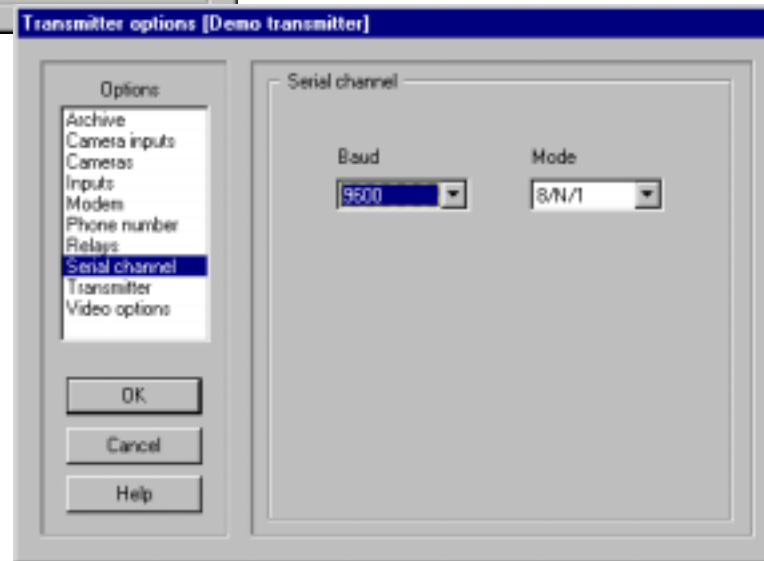 Transmitter options [Demo transmitter]
Options
Archive
Camera inputs
Cameras
Inputs
Modem
Phone number
Relays
Serial channel
Transmitter
Video options
OK
Cancel
Help
Serial channel
Baud
Mode
9600
8/N/1